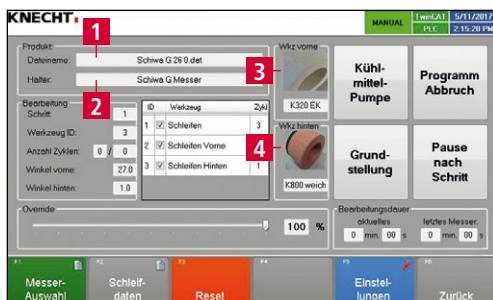 KNECHT.
MANUAL
TwinCAT
PLC
5/11/2017
2:15:20 PM
Produkt:
1
Dateiname:
Schiwa G 26 0.dat
Halter:
Schiwa G Messer
2
Wkz vorne
3
K320 EK
Wkz hinten
4
K800 weich
Kühl-
mittel-
Pumpe
Programm
Abbruch
Grund-
stellung
Pause
nach
Schritt
Bearbeitung
Schritt:
1
Werkzeug ID:
3
Anzahl Zyklen:
0 / 0
Winkel vorne:
27.0
Winkel hinten:
1.0
ID Werkzeug Zykl
1 Schleifen 3
2 Schleifen Vorne
3 Schleifen Hinten 1
Override
100 %
Bearbeitungsdauer
aktuelles
letztes Messer:
0 min. 00 s
0 min. 00 s
F1
Messer-
Auswahl
F2
Schleif-
daten
F3
Reset
F4
F5
Einstel-
lungen
F6
Zurück